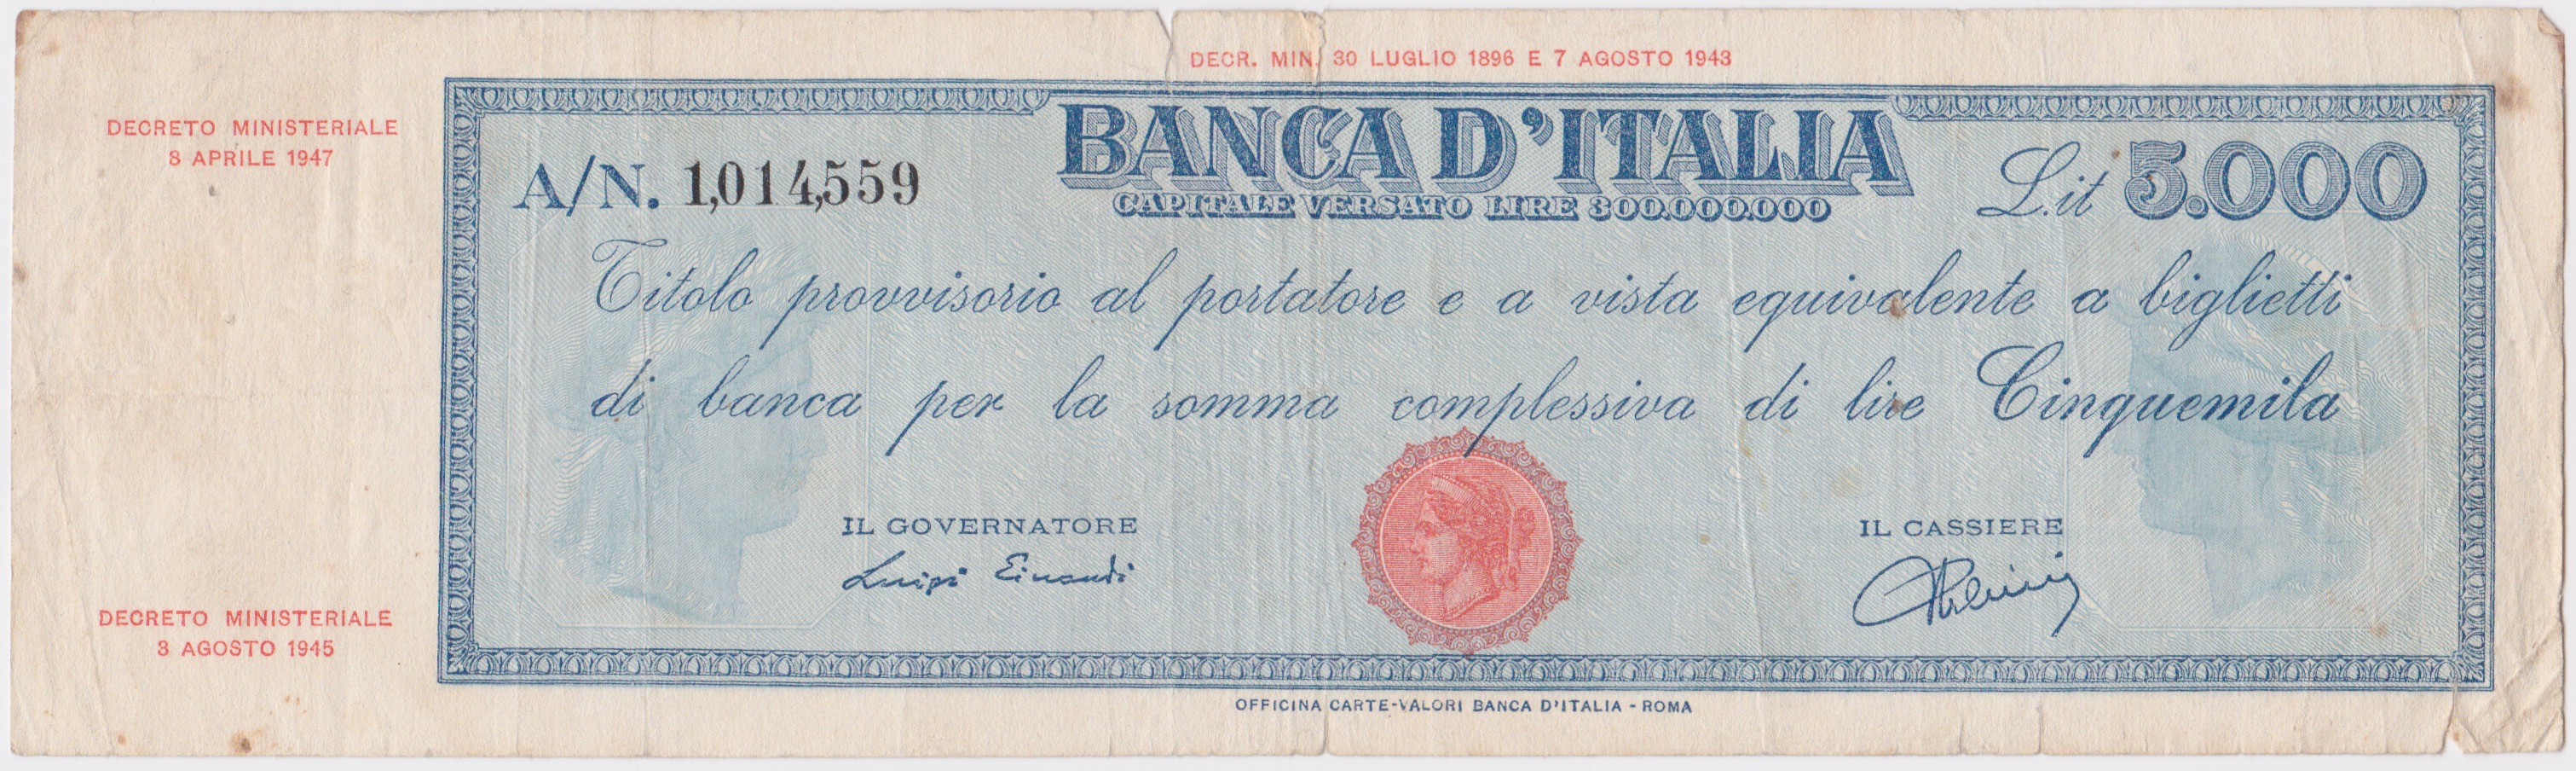 DECR. MIN. 30 LUGLIO 1896 E 7 AGOSTO 1943
DECRETO MINISTERIALE
8 APRILE 1947
BANCA D'ITALIA
CAPITALE VERSATO LIRE 300.000.000
A/N. 1,014,559
L.it 5.000
Titolo provvisorio al portatore e a vista equivalente a biglietti
di banca per la somma complessiva di lire Cinquemila
IL GOVERNATORE
Luigi Einaudi
IL CASSIERE
DECRETO MINISTERIALE
3 AGOSTO 1945
OFFICINA CARTE-VALORI BANCA D'ITALIA - ROMA